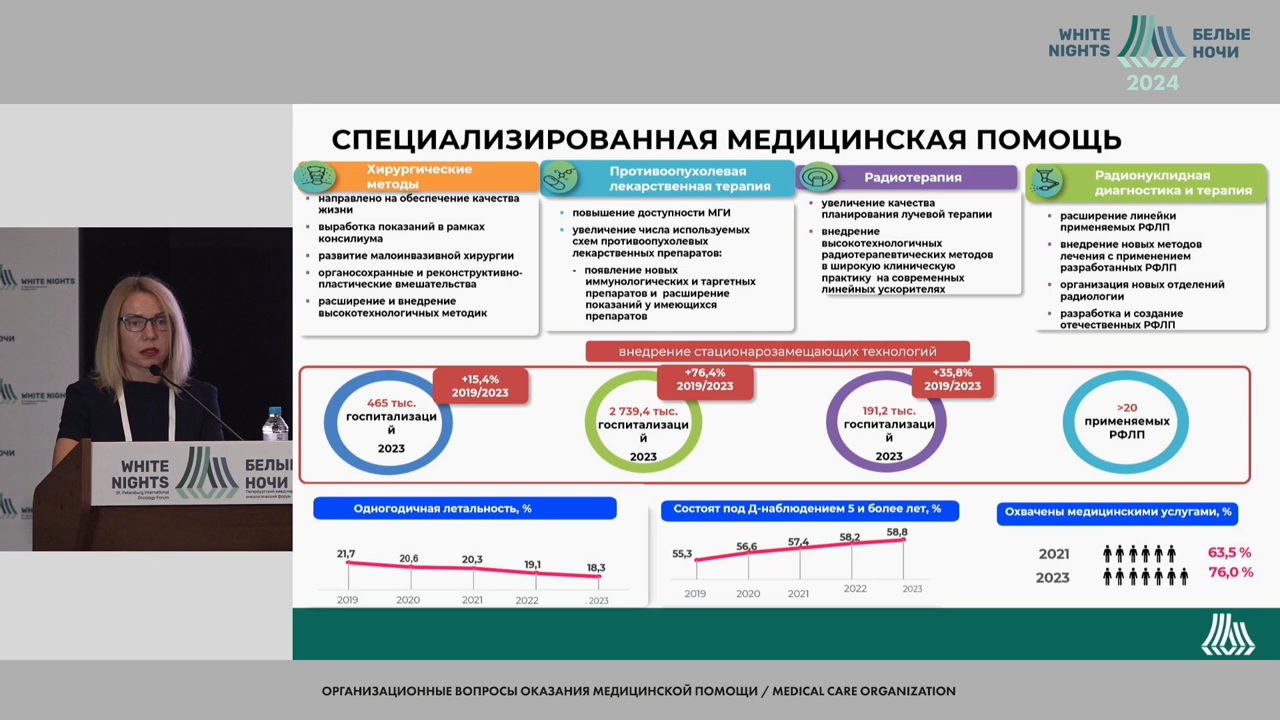 WHITE
NIGHTS
БЕЛЫЕ
НОЧИ
2024
СПЕЦИАЛИЗИРОВАННАЯ МЕДИЦИНСКАЯ ПОМОЩЬ
Хирургические
методы
направлено на обеспечение качества
жизни
выработка показаний в рамках
консилиума
развитие малоинвазивной хирургии
органосохранные и реконструктивно-
пластические вмешательства
расширение и внедрение
высокотехнологичных методик
Противоопухолевая
лекарственная терапия
повышение доступности МГИ
увеличение числа используемых
схем противоопухолевых
лекарственных препаратов:
- появление новых
иммунологических и таргетных
препаратов и расширение
показаний у имеющихся
препаратов
Радиотерапия
увеличение качества
планирования лучевой терапии
внедрение
высокотехнологичных
радиотерапевтических методов
в широкую клиническую
практику на современных
линейных ускорителях
Радионуклидная
диагностика и терапия
расширение линейки
применяемых РФЛП
внедрение новых методов
лечения с применением
разработанных РФЛП
организация новых отделений
радиологии
разработка и создание
отечественных РФЛП
внедрение стационарозамещающих технологий
465 тыс.
госпитализаци
й
2023
+15,4%
2019/2023
2 739,4 тыс.
госпитализаци
й
2023
+76,4%
2019/2023
191,2 тыс.
госпитализаци
й
2023
+35,8%
2019/2023
>20
применяемых
РФЛП
Одногодичная летальность, %
21,7 20,6 20,3 19,1 18,3
2019 2020 2021 2022 2023
Состоят под Д-наблюдением 5 и более лет, %
55,3 56,6 57,4 58,2 58,8
2019 2020 2021 2022 2023
Охвачены медицинскими услугами, %
2021 63,5 %
2023 76,0 %
WHITE NIGHTS
WHITE
NIGHTS
St. Petersburg International
Oncology Forum
БЕЛЫ
НОЧИ
ОРГАНИЗАЦИОННЫЕ ВОПРОСЫ ОКАЗАНИЯ МЕДИЦИНСКОЙ ПОМОЩИ / MEDICAL CARE ORGANIZATION